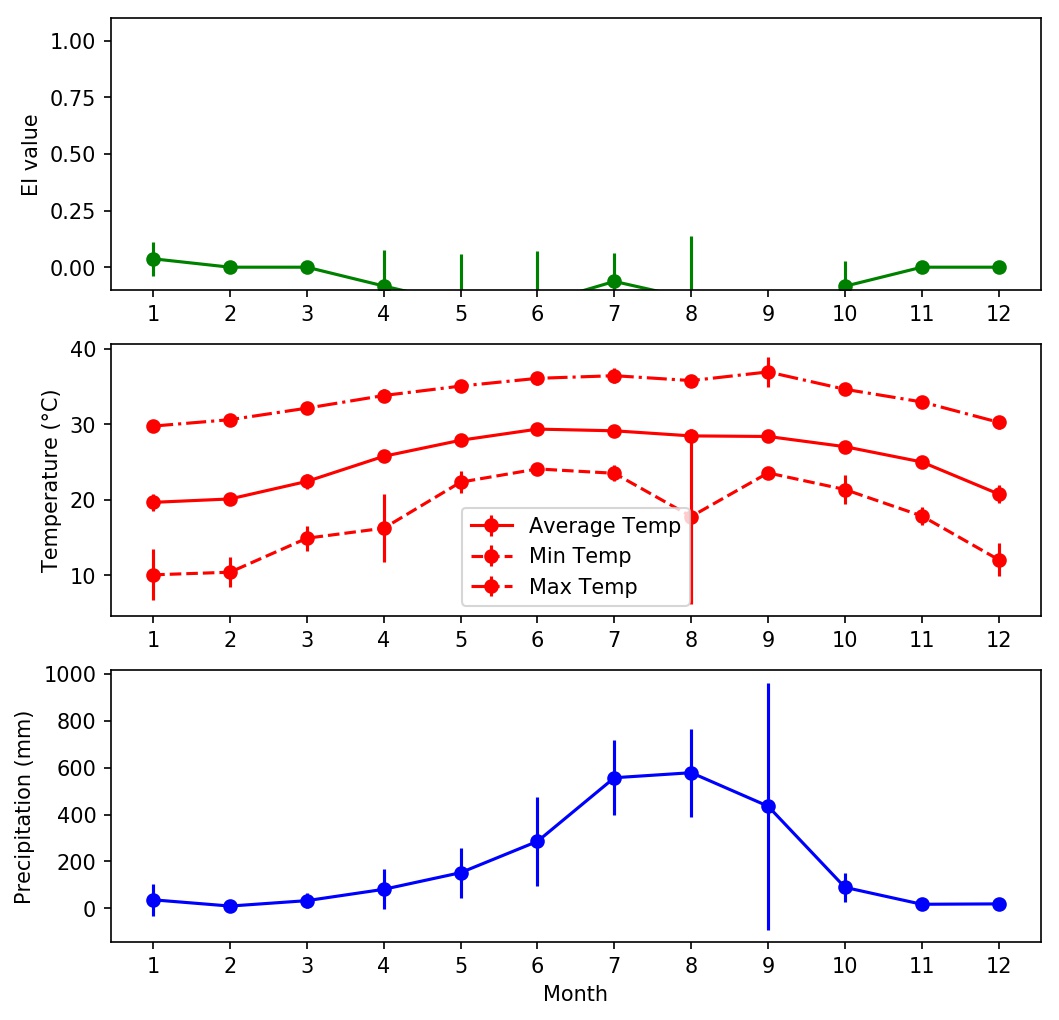 EI value
1.00
0.75
0.50
0.25
0.00
1 2 3 4 5 6 7 8 9 10 11 12
Temperature (°C)
40
30
20
10
Average Temp
Min Temp
Max Temp
1 2 3 4 5 6 7 8 9 10 11 12
Precipitation (mm)
1000
800
600
400
200
0
1 2 3 4 5 6 7 8 9 10 11 12
Month